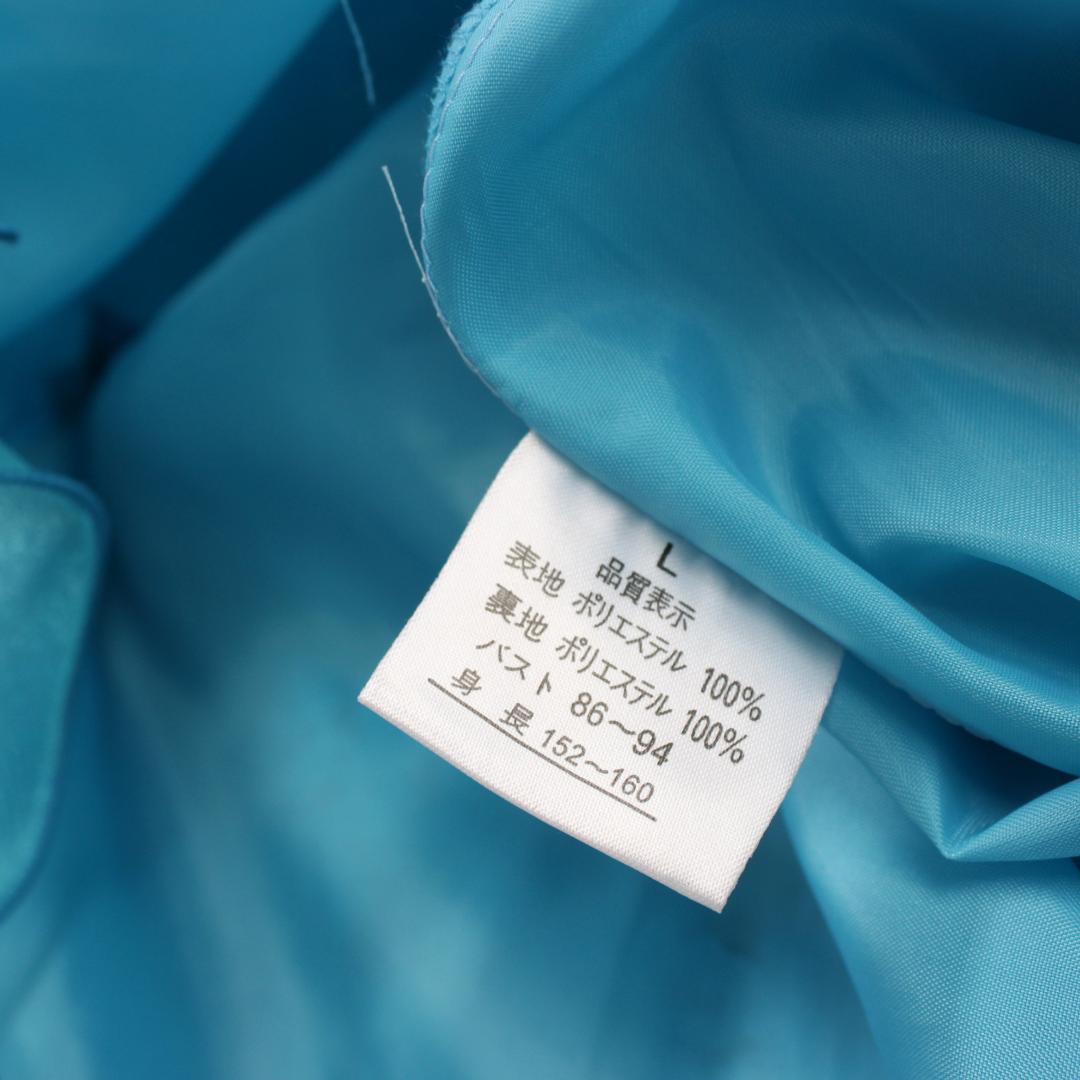 L
品質表示
表地 ポリエステル 100%
裏地 ポリエステル 100%
バスト 86〜94
身 長 152〜160